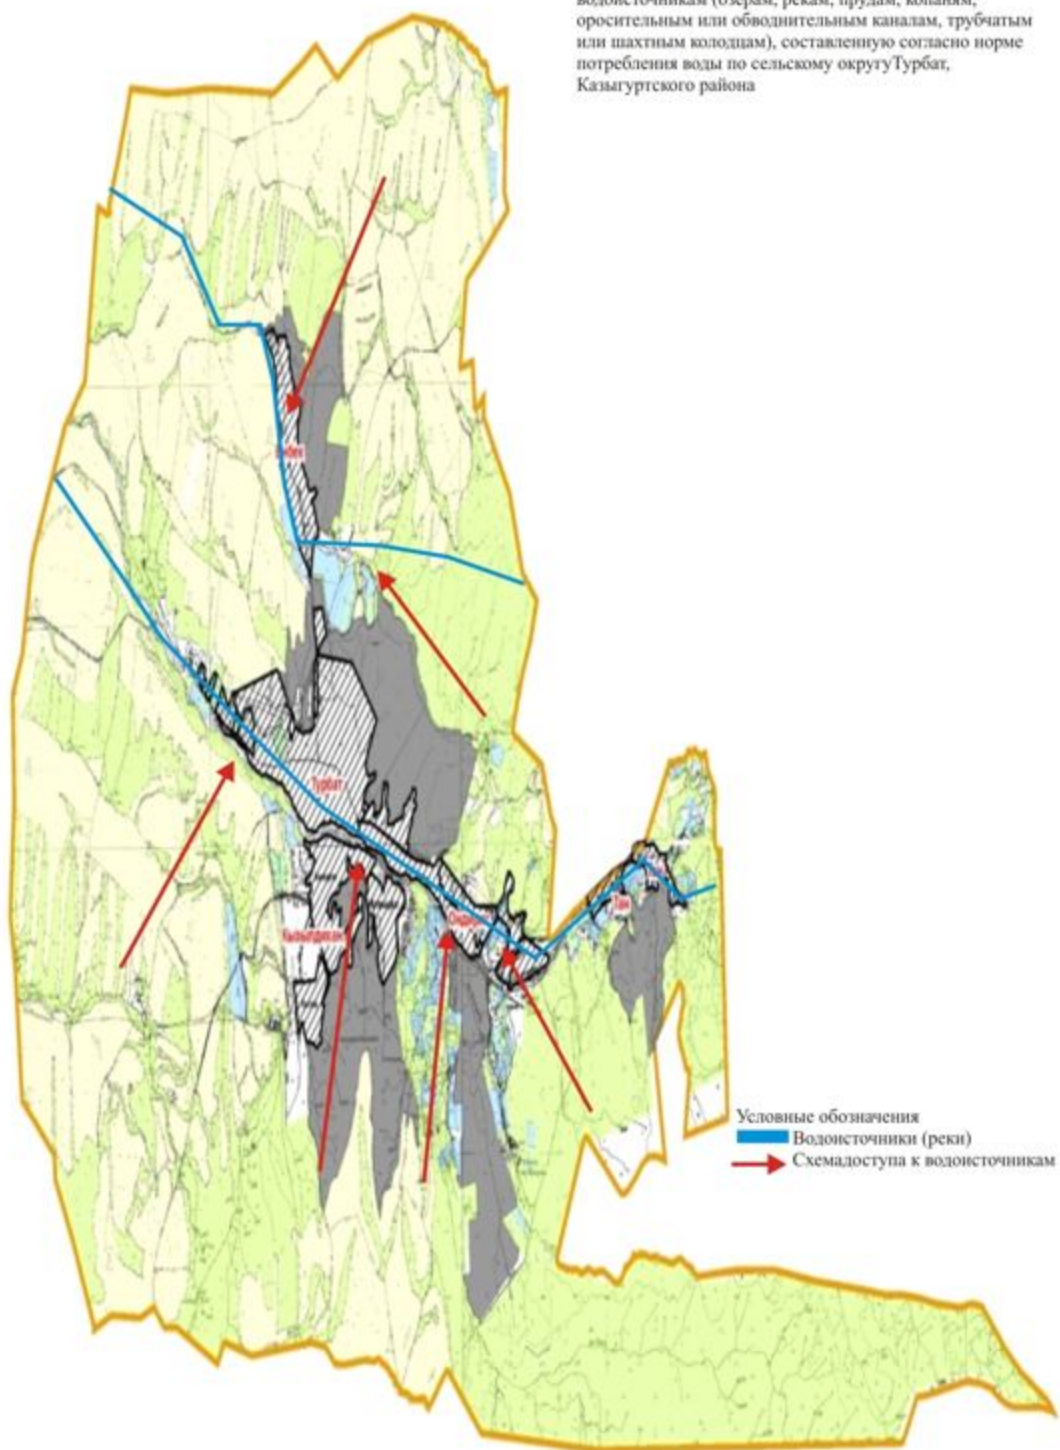 водоисточникам (озерам, рекам, прудам, копаням,
оросительным или обводнительным каналам, трубчатым
или шахтным колодцам), составленную согласно норме
потребления воды по сельскому округуТурбат,
Казыгуртского района
Турбат
Кызылдихан
Условные обозначения
Водоисточники (реки)
Схемадоступа к водоисточникам